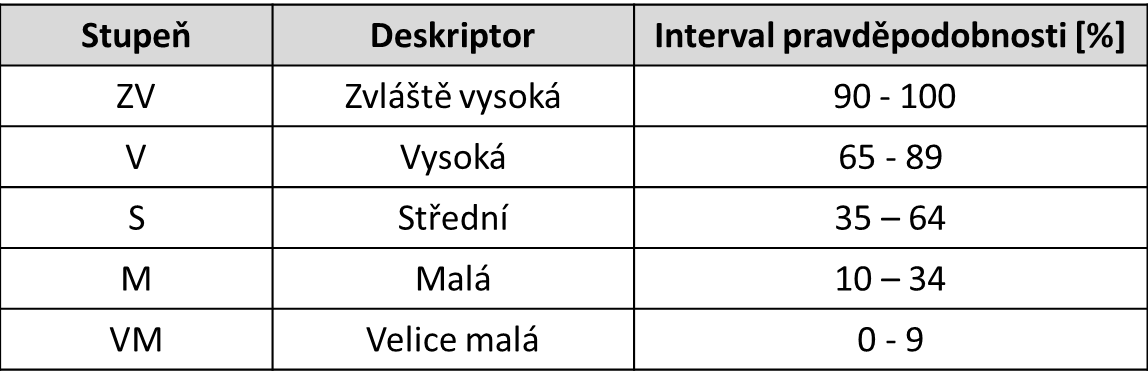 Stupeň Deskriptor Interval pravděpodobnosti [%]
ZV Zvláště vysoká 90 - 100
V Vysoká 65 - 89
S Střední 35 – 64
M Malá 10 – 34
VM Velice malá 0 - 9